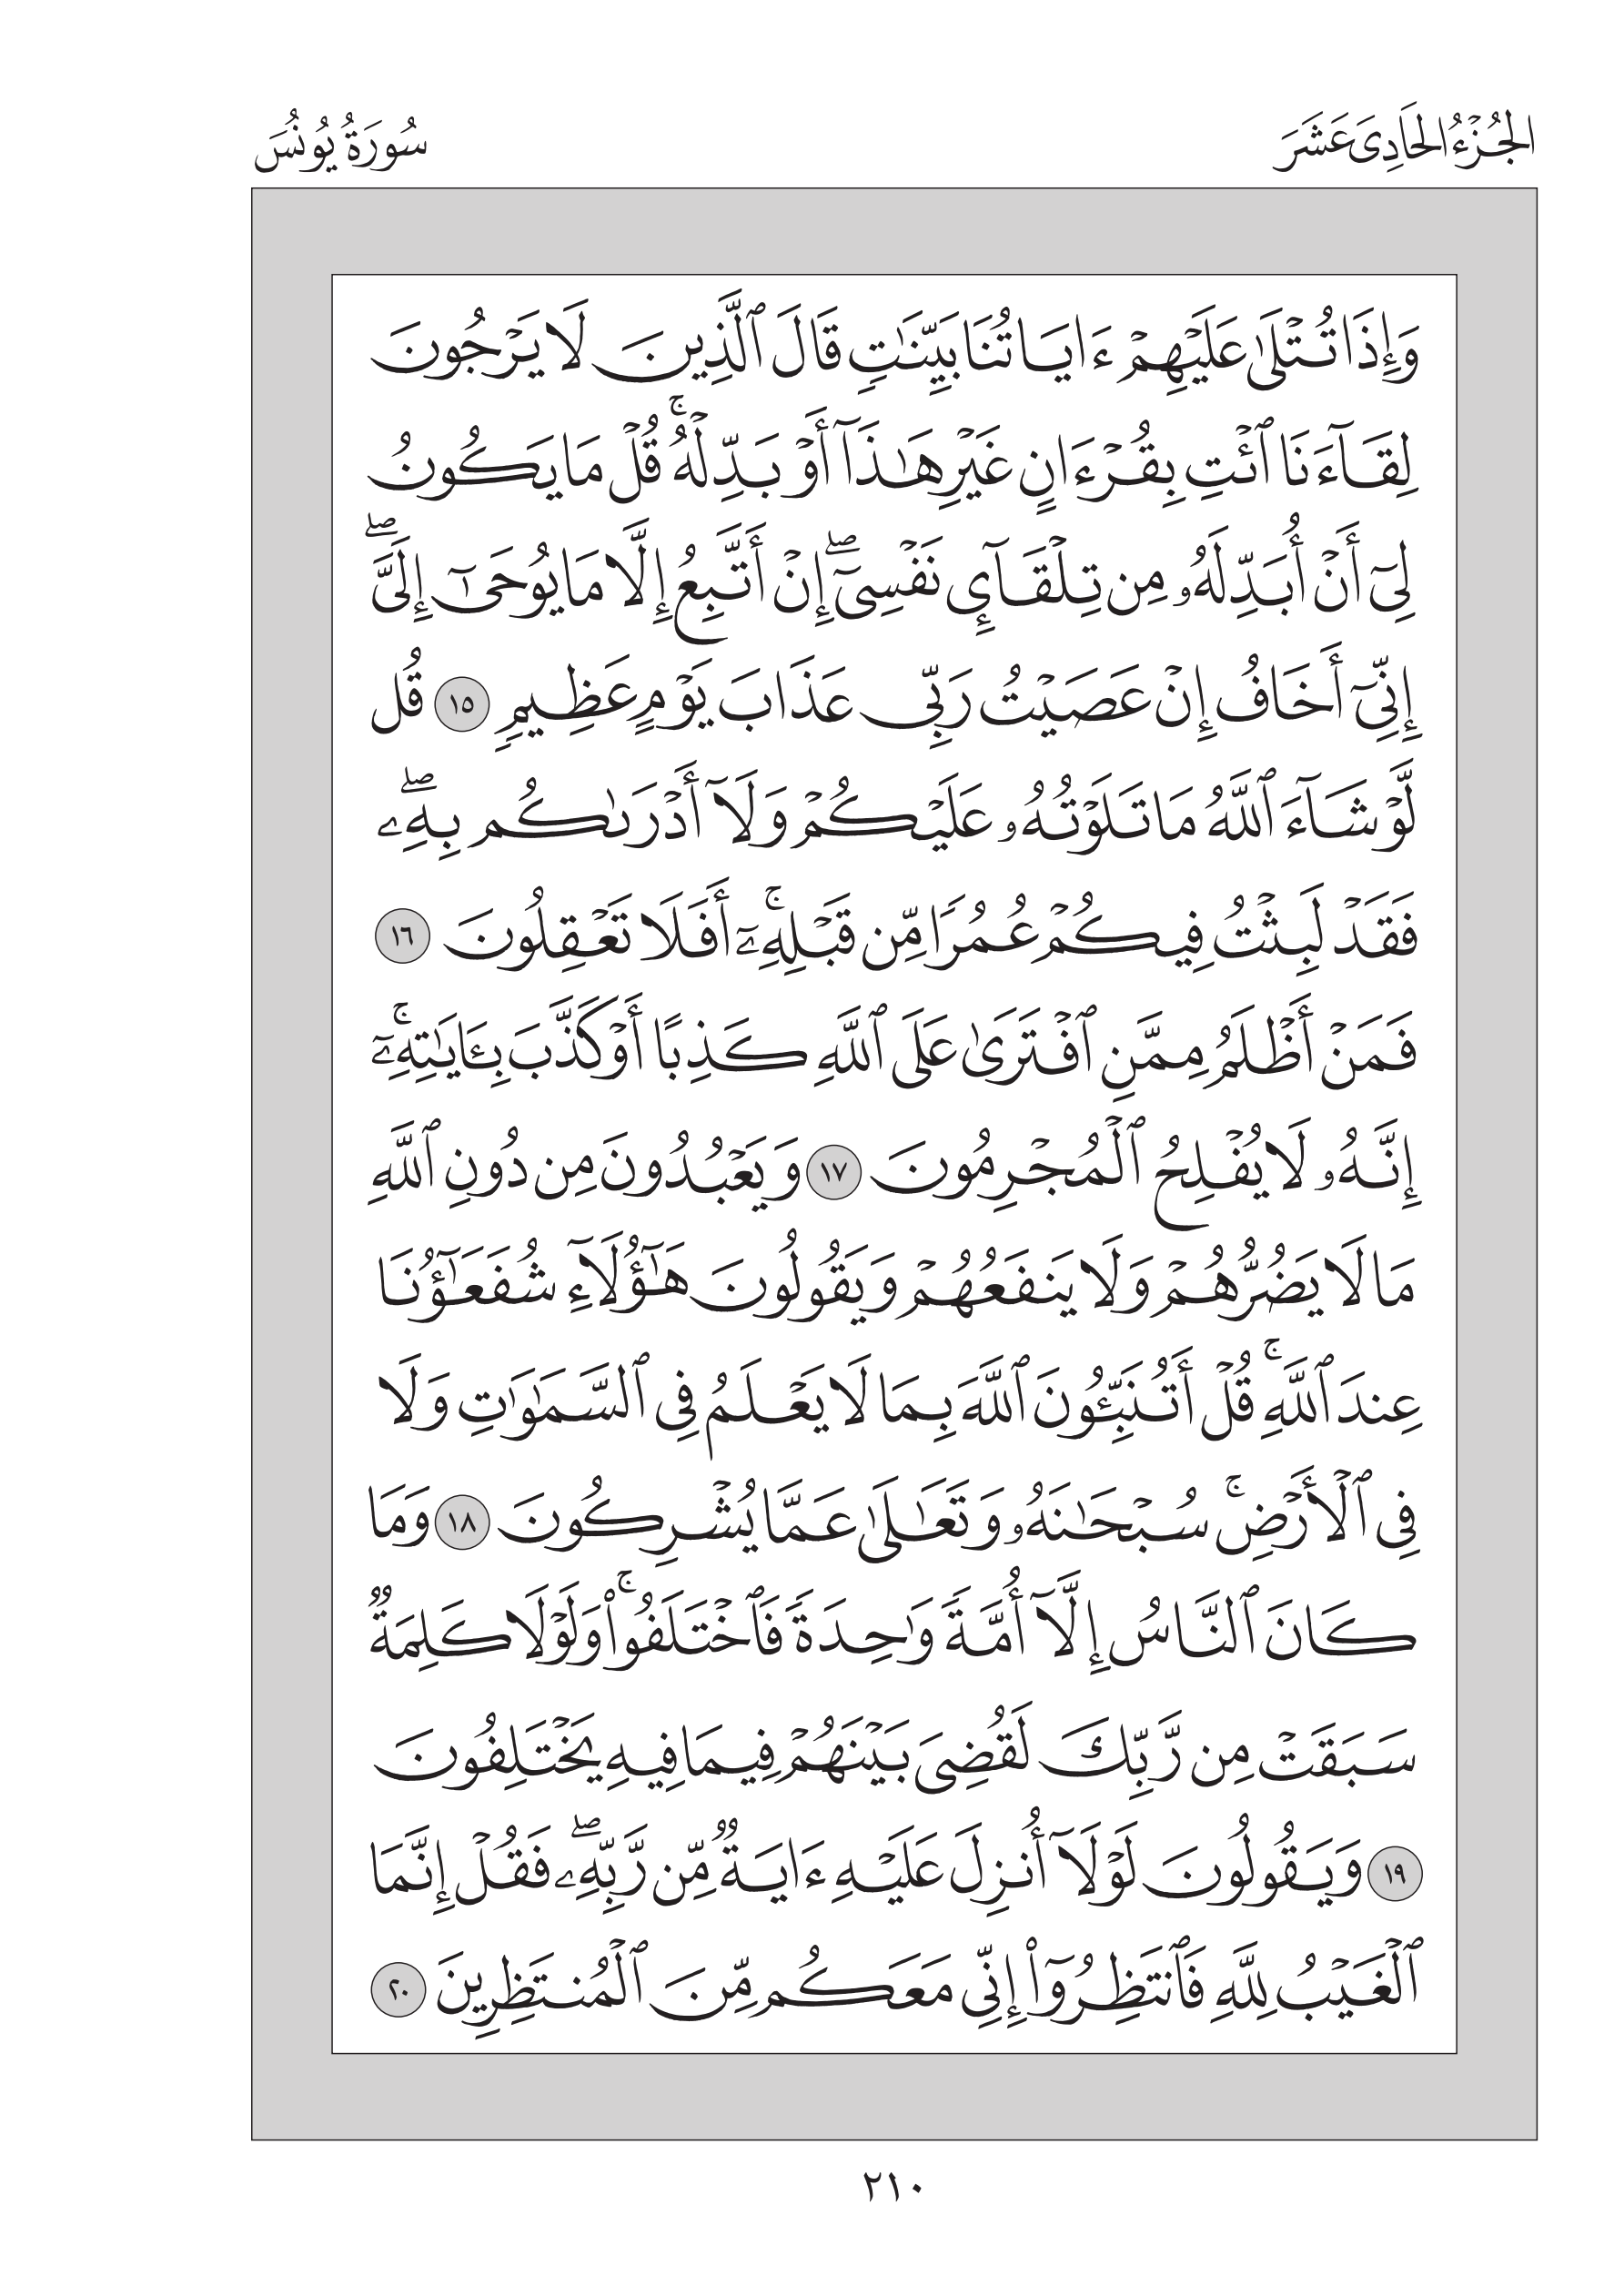 الجُزْءُ الحَادِيَ عَشَرَ
سُورَةُ يُونُسَ
وَإِذَا تُتۡلَىٰ عَلَيۡهِمۡ ءَايَاتُنَا بَيِّنَٰتٖ قَالَ ٱلَّذِينَ لَا يَرۡجُونَ
لِقَآءَنَا ٱئۡتِ بِقُرۡءَانٍ غَيۡرِ هَٰذَآ أَوۡ بَدِّلۡهُۚ قُلۡ مَا يَكُونُ
لِيٓ أَنۡ أُبَدِّلَهُۥ مِن تِلۡقَآيِٕ نَفۡسِيٓۖ إِنۡ أَتَّبِعُ إِلَّا مَا يُوحَىٰٓ إِلَيَّۖ
إِنِّيٓ أَخَافُ إِنۡ عَصَيۡتُ رَبِّي عَذَابَ يَوۡمٍ عَظِيمٖ ١٥ قُل
لَّوۡ شَآءَ ٱللَّهُ مَا تَلَوۡتُهُۥ عَلَيۡكُمۡ وَلَآ أَدۡرَىٰكُم بِهِۦۖ
فَقَدۡ لَبِثۡتُ فِيكُمۡ عُمُرٗا مِّن قَبۡلِهِۦٓۚ أَفَلَا تَعۡقِلُونَ ١٦
فَمَنۡ أَظۡلَمُ مِمَّنِ ٱفۡتَرَىٰ عَلَى ٱللَّهِ كَذِبًا أَوۡ كَذَّبَ بِـَٔايَٰتِهِۦٓۚ
إِنَّهُۥ لَا يُفۡلِحُ ٱلۡمُجۡرِمُونَ ١٧ وَيَعۡبُدُونَ مِن دُونِ ٱللَّهِ
مَا لَا يَضُرُّهُمۡ وَلَا يَنفَعُهُمۡ وَيَقُولُونَ هَٰٓؤُلَآءِ شُفَعَٰٓؤُنَا
عِندَ ٱللَّهِۚ قُلۡ أَتُنَبِّـُٔونَ ٱللَّهَ بِمَا لَا يَعۡلَمُ فِي ٱلسَّمَٰوَٰتِ وَلَا
فِي ٱلۡأَرۡضِۚ سُبۡحَٰنَهُۥ وَتَعَٰلَىٰ عَمَّا يُشۡرِكُونَ ١٨ وَمَا
كَانَ ٱلنَّاسُ إِلَّآ أُمَّةٗ وَٰحِدَةٗ فَٱخۡتَلَفُواْۚ وَلَوۡلَا كَلِمَةٞ
سَبَقَتۡ مِن رَّبِّكَ لَقُضِيَ بَيۡنَهُمۡ فِيمَا فِيهِ يَخۡتَلِفُونَ
١٩ وَيَقُولُونَ لَوۡلَآ أُنزِلَ عَلَيۡهِ ءَايَةٞ مِّن رَّبِّهِۦۖ فَقُلۡ إِنَّمَا
ٱلۡغَيۡبُ لِلَّهِ فَٱنتَظِرُوٓاْ إِنِّي مَعَكُم مِّنَ ٱلۡمُنتَظِرِينَ ٢٠
٢١٠